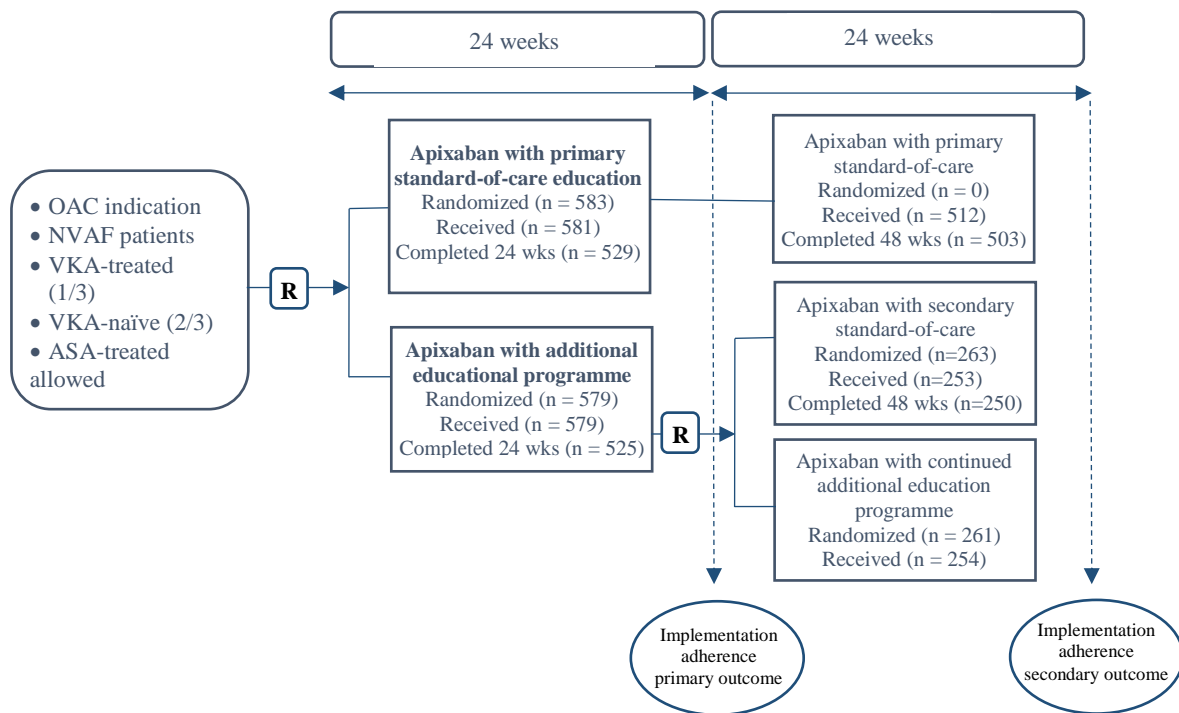 24 weeks
24 weeks
• OAC indication
• NVAF patients
• VKA-treated
(1/3)
• VKA-naïve (2/3)
• ASA-treated
allowed
R
Apixaban with primary
standard-of-care education
Randomized (n = 583)
Received (n = 581)
Completed 24 wks (n = 529)
Apixaban with additional
educational programme
Randomized (n = 579)
Received (n = 579)
Completed 24 wks (n = 525)
R
Apixaban with primary
standard-of-care
Randomized (n = 0)
Received (n = 512)
Completed 48 wks (n = 503)
Apixaban with secondary
standard-of-care
Randomized (n=263)
Received (n=253)
Completed 48 wks (n=250)
Apixaban with continued
additional education
programme
Randomized (n = 261)
Received (n = 254)
Implementation
adherence
primary outcome
Implementation
adherence
secondary outcome